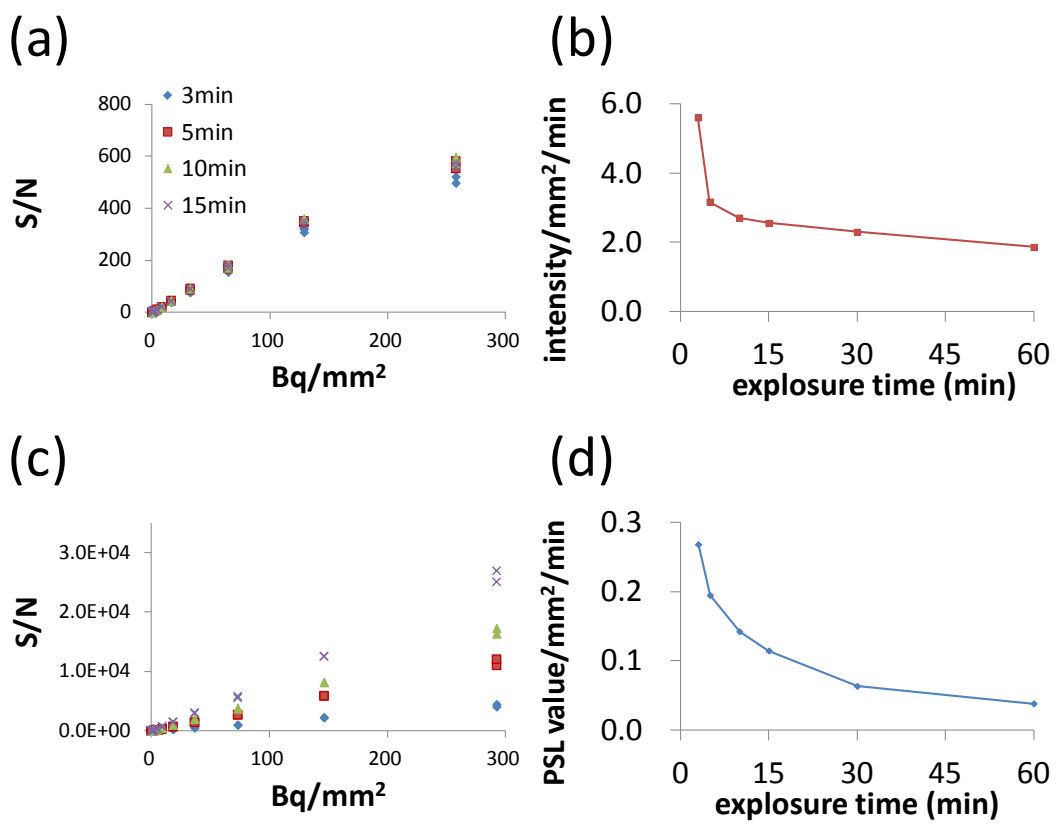 (a)
800
600
400
200
0
0 100 200 300
S/N
Bq/mm²
3min
5min
10min
15min
(b)
6.0
4.0
2.0
0.0
0 15 30 45 60
intensity/mm²/min
explosure time (min)
(c)
3.0E+04
2.0E+04
1.0E+04
0.0E+00
0 100 200 300
S/N
Bq/mm²
(d)
0.3
0.2
0.1
0.0
0 15 30 45 60
PSL value/mm²/min
explosure time (min)